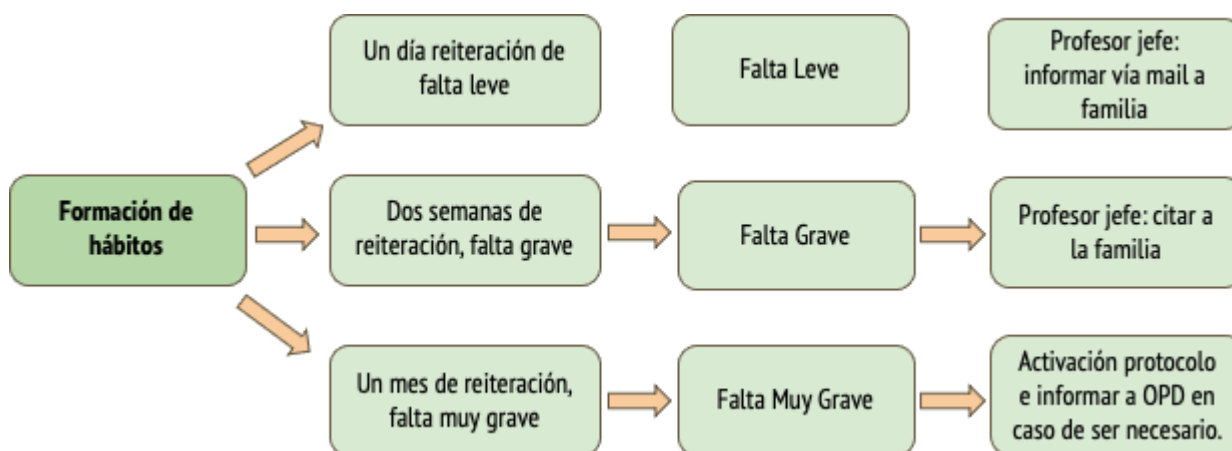 Un día reiteración de
falta leve
Falta Leve
Profesor jefe:
informar vía mail a
familia
Formación de
hábitos
Dos semanas de
reiteración, falta grave
Falta Grave
Profesor jefe: citar a
la familia
Un mes de reiteración,
falta muy grave
Falta Muy Grave
Activación protocolo
e informar a OPD en
caso de ser necesario.